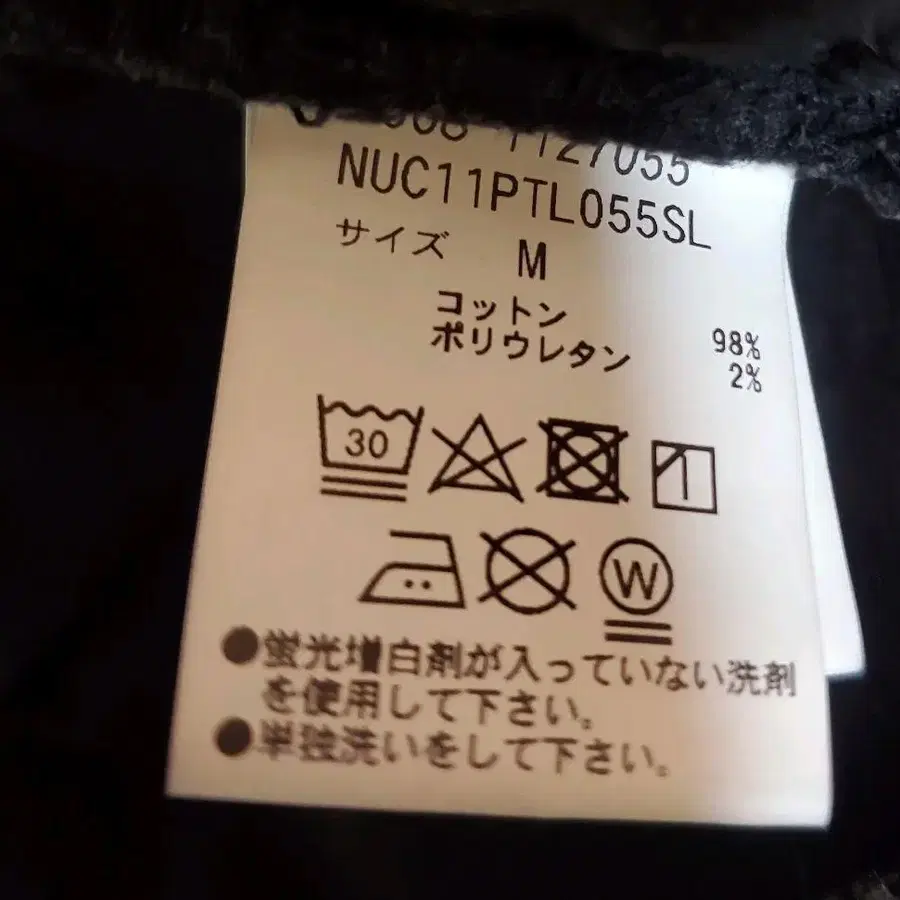 1127055
NUC11PTL055SL
サイズ M
コットン 98%
ポリウレタン 2%
30
W
●蛍光増白剤が入っていない洗剤
を使用して下さい。
●単独洗いをして下さい。